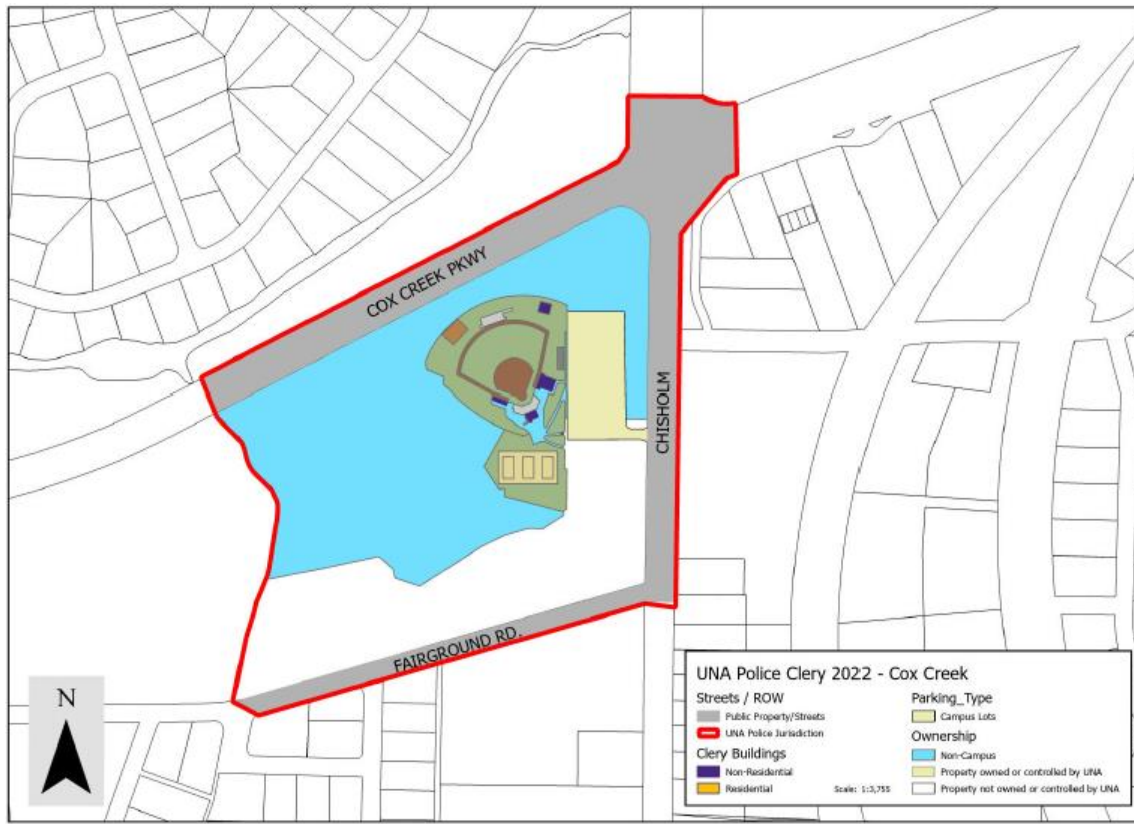 COX CREEK PKWY
CHISHOLM
FAIRGROUND RD.
N
UNA Police Clery 2022 - Cox Creek
Streets / ROW
Public Property/Streets
UNA Police Jurisdiction
Clery Buildings
Non-Residential
Residential
Scale: 1:3,755
Parking_Type
Campus Lots
Ownership
Non-Campus
Property owned or controlled by UNA
Property not owned or controlled by UNA